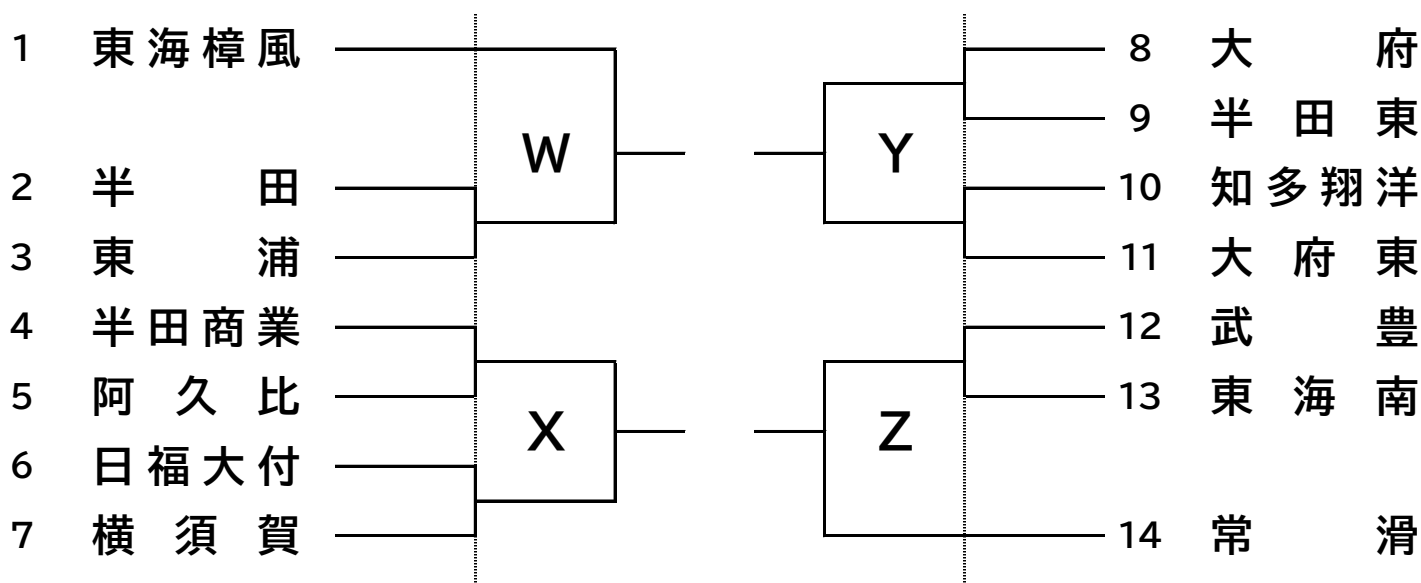 1 東海樟風
2 半田
3 東浦
4 半田商業
5 阿久比
6 日福大付
7 横須賀
W
X
Y
Z
8 大府
9 半田東
10 知多翔洋
11 大府東
12 武豊
13 東海南
14 常滑